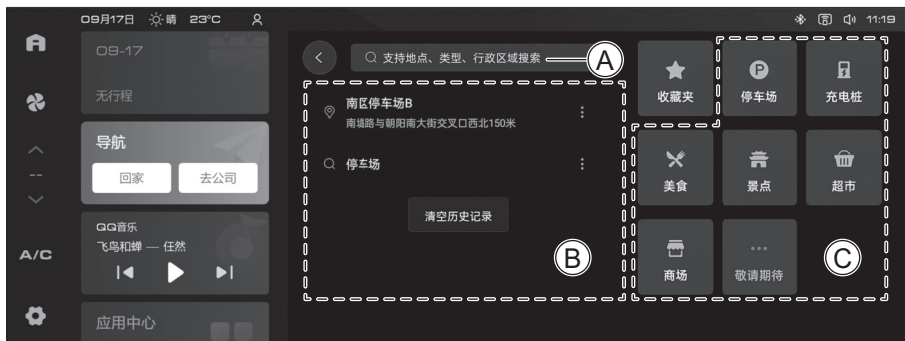 09月17日 晴 23°C
11:19
A/C
09-17
无行程
导航
回家 去公司
QQ音乐
飞鸟和蝉 — 任然
应用中心
支持地点、类型、行政区域搜索
A
南区停车场B
南堤路与朝阳南大街交叉口西北150米
停车场
清空历史记录
B
收藏夹 停车场 充电桩
美食 景点 超市
商场 敬请期待
C